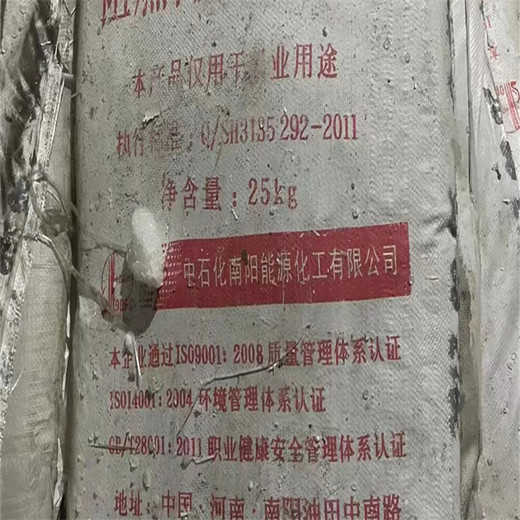 本产品仅用于 业用途
执行标准:Q/SH3185 292-2011
净含量:25kg
石化南阳能源化工有限公司
本企业通过ISO9001:2008质量管理体系认证
ISO14001:2004环境管理体系认证
GB/T28001:2011职业健康安全管理体系认证
地址:中国·河南·南阳油田中南路